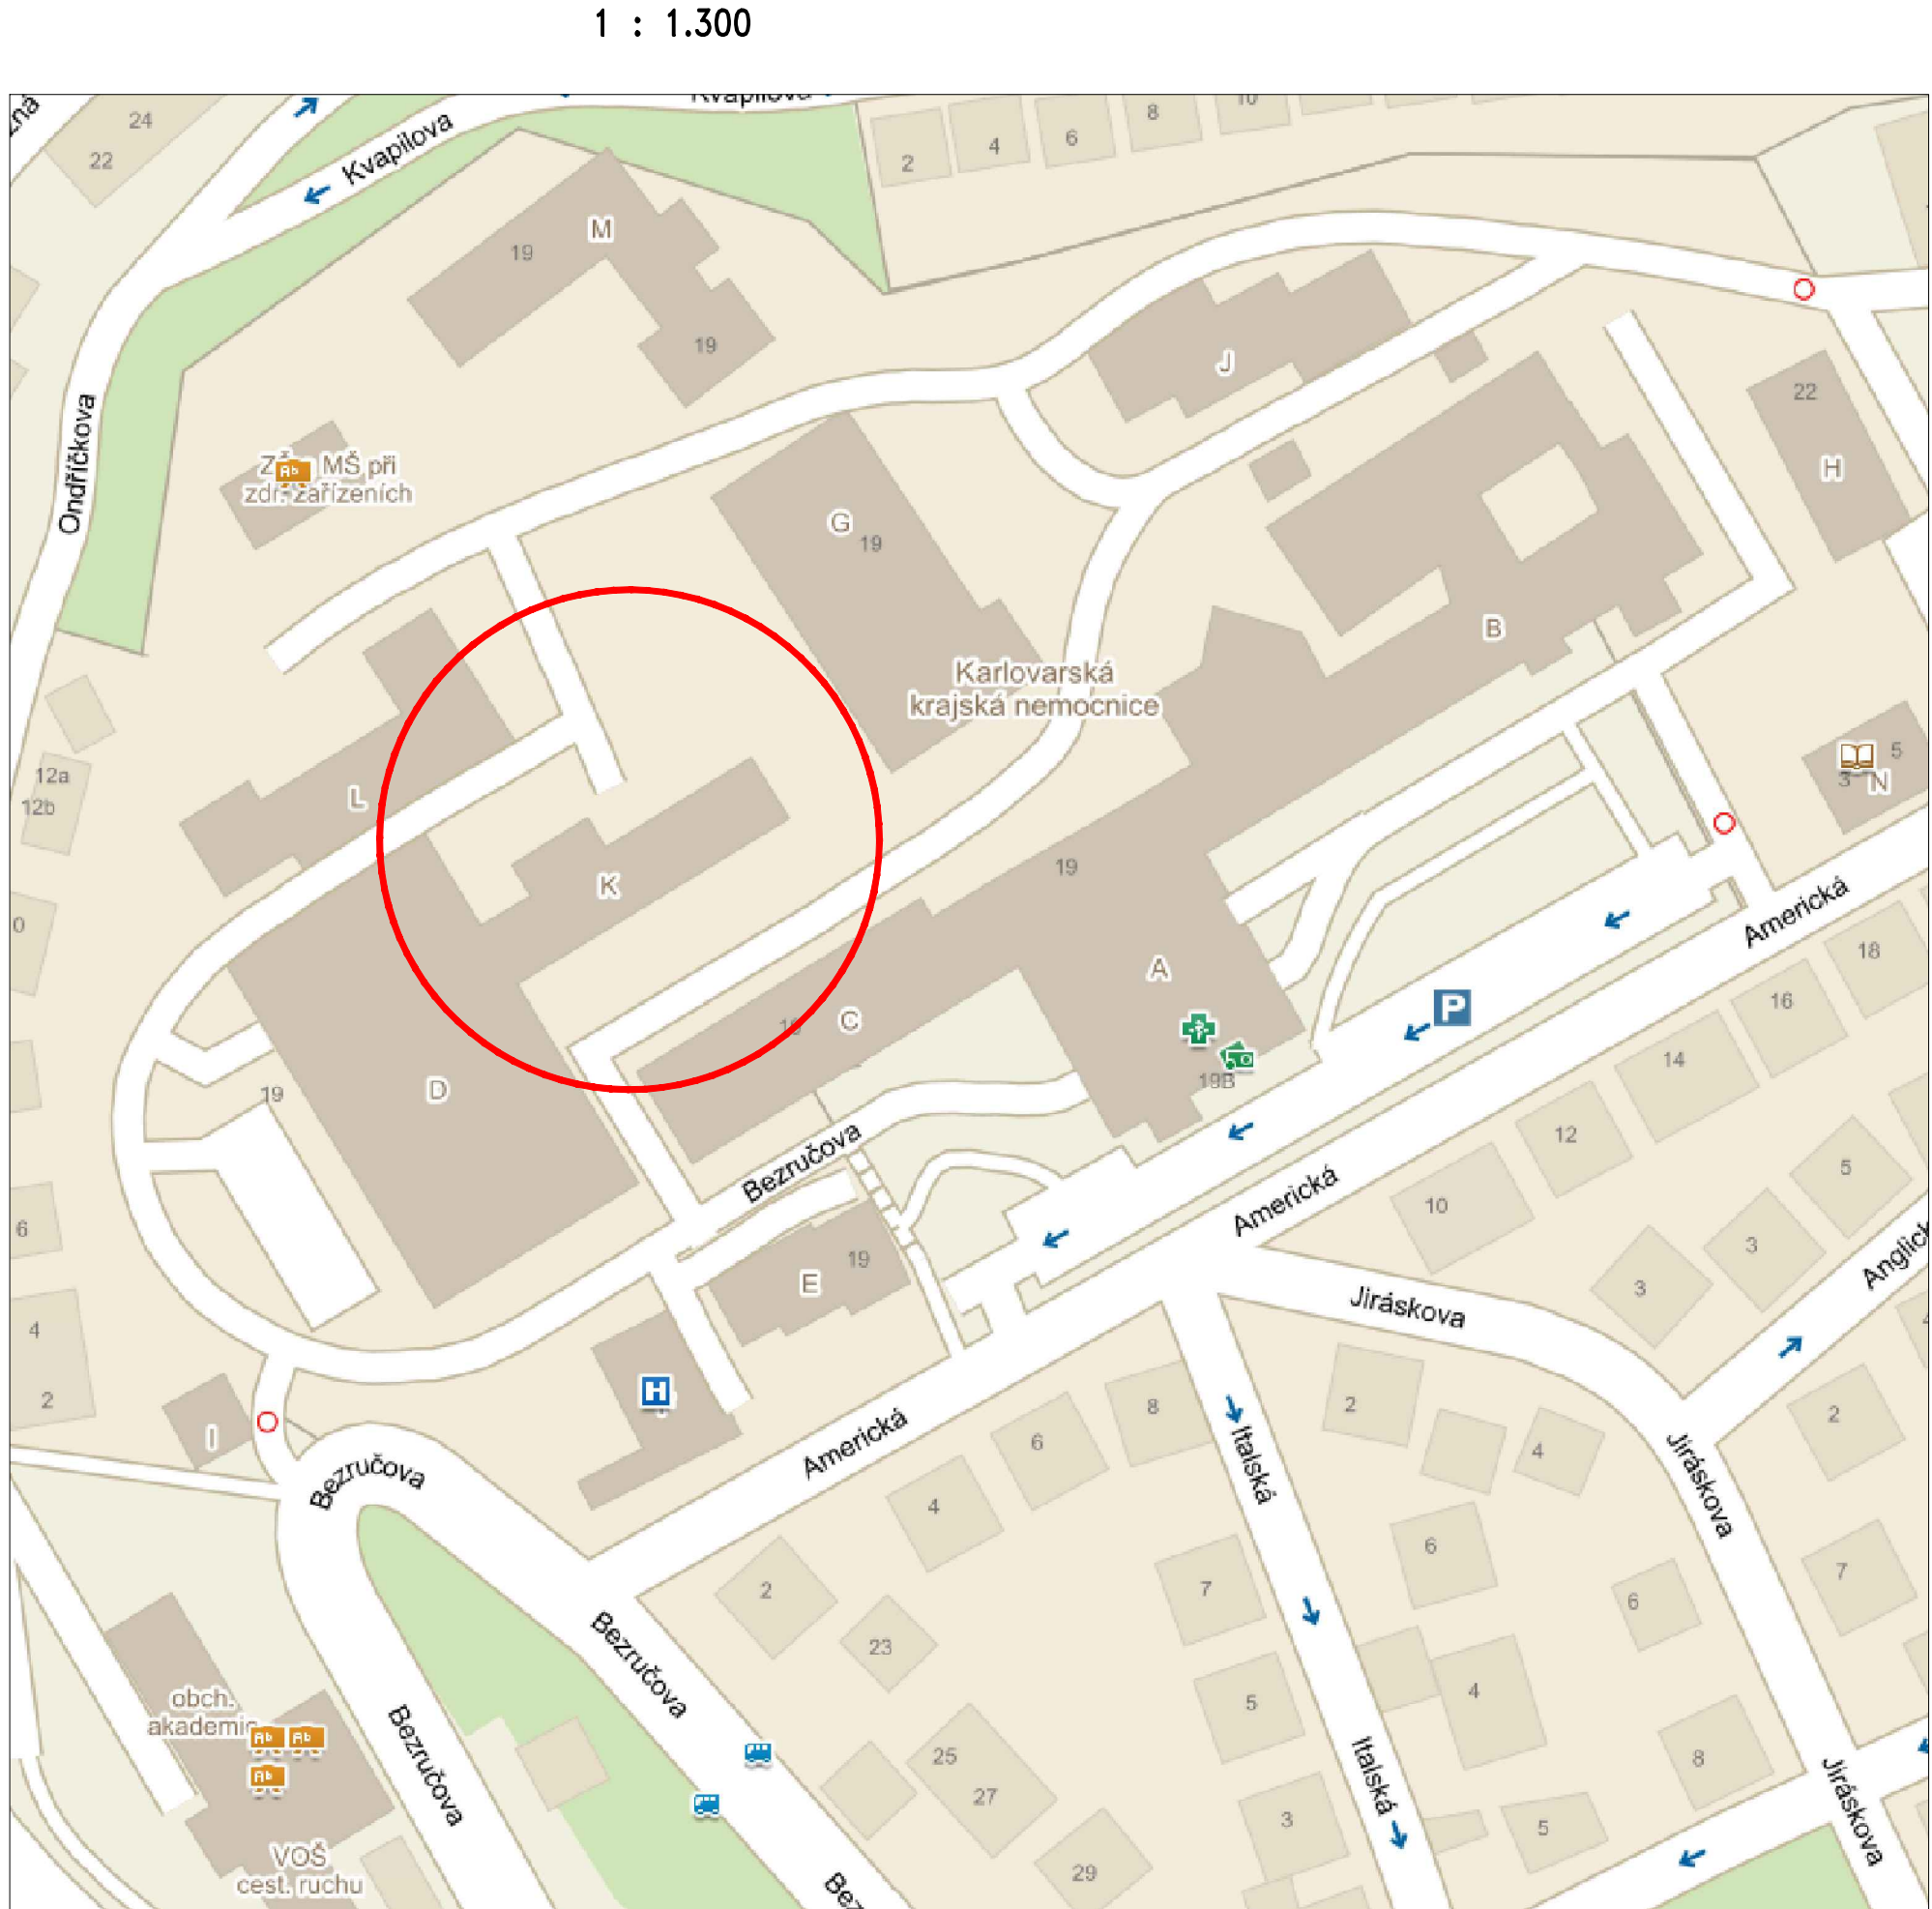 1 : 1.300
Kvapilova
24
22
Kvapilova
2
4
6
8
10
M
19
19
J
22
H
Ondříčkova
MŠ při
zdr. zařízeních
G
19
B
Karlovarská
krajská nemocnice
12a
12b
L
K
5
3
N
19
0
A
C
19
19B
P
Americká
18
16
14
12
10
D
19
Bezručova
E
19
Americká
Jiráskova
Anglick
5
3
3
6
4
2
I
H
Bezručova
Americká
8
6
4
2
Italská
2
4
2
Jiráskova
23
7
6
6
7
Bezručova
obch.
akademie
Bezručova
5
4
8
25
27
Italská
3
5
Jiráskova
VOŠ
cest. ruchu
29
Bez